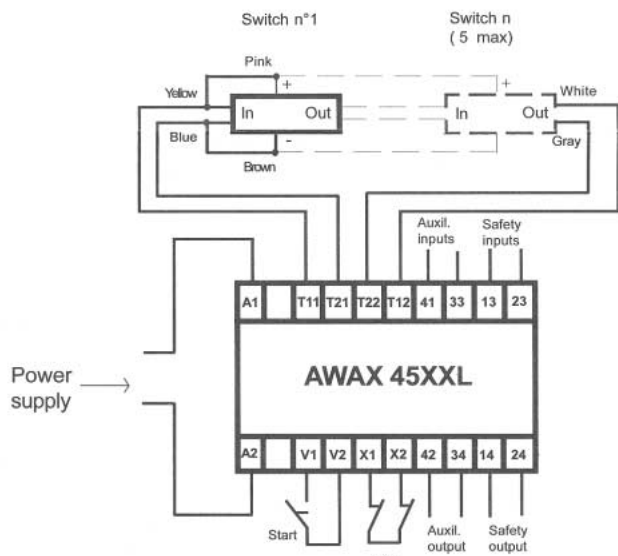 Switch n°1
Switch n
( 5 max)
Pink
+
+
Yellow
White
In Out
In Out
Blue
-
Gray
Brown
Auxil.
inputs
Safety
inputs
A1 T11 T21 T22 T12 41 33 13 23
Power
supply
AWAX 45XXL
A2 V1 V2 X1 X2 42 34 14 24
Start
Auxil.
output
Safety
output